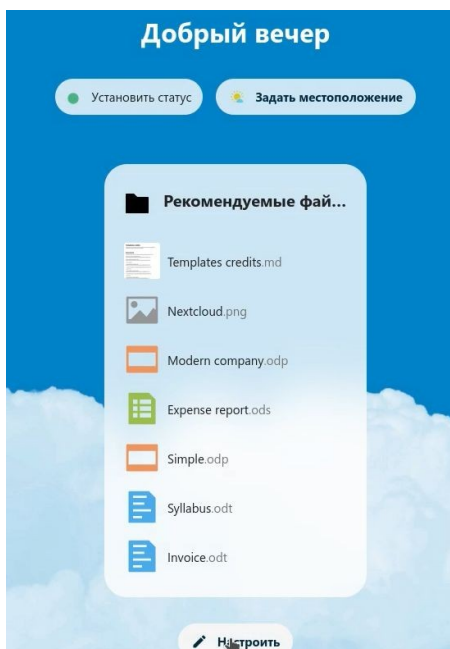 Добрый вечер
Установить статус
Задать местоположение
Рекомендуемые фай...
Templates credits.md
Nextcloud.png
Modern company.odp
Expense report.ods
Simple.odp
Syllabus.odt
Invoice.odt
Настроить